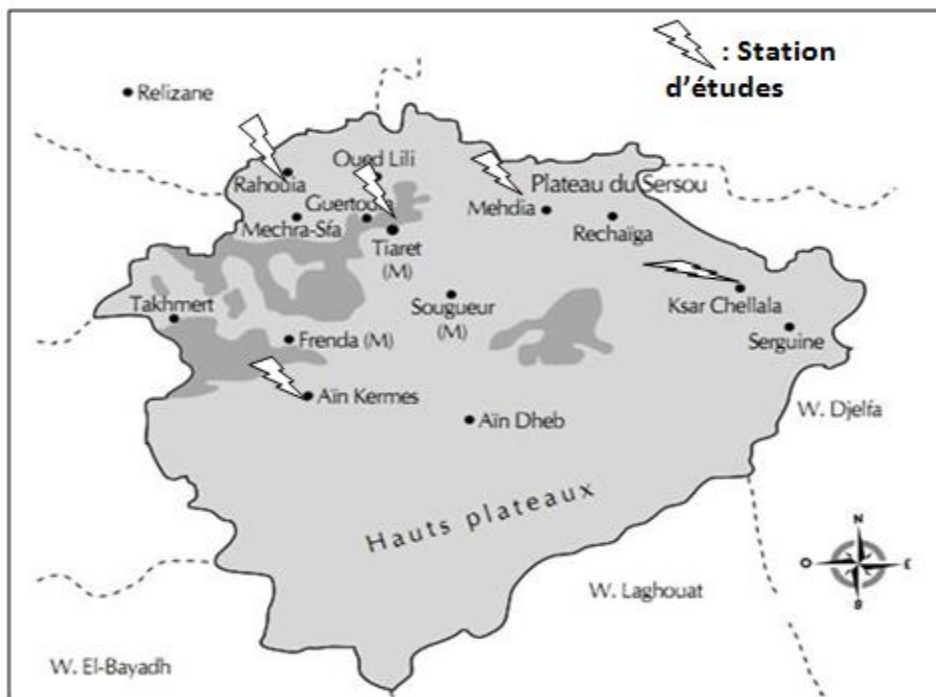 : Station
d'études
Relizane
Oued Lili
Rahouia
Plateau du Sersou
Guertoufa
Mehdia
Mechra-Sfa
Rechaïga
Tiaret
(M)
Ksar Chellala
Takhmert
Sougueur
(M)
Frenda (M)
Serguine
Aïn Kermes
W. Djelfa
Aïn Dheb
Hauts plateaux
N
O
E
S
W. Laghouat
W. El-Bayadh